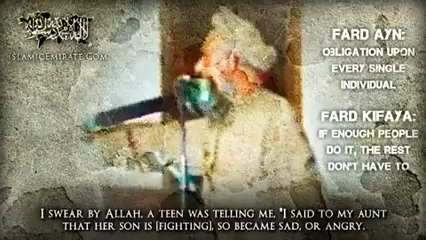 ISLAMICEMIRATE.COM
FARD AYN:
OBLIGATION UPON
EVERY SINGLE
INDIVIDUAL.
FARD KIFAYA:
IF ENOUGH PEOPLE
DO IT, THE REST
DON'T HAVE TO
I SWEAR BY ALLAH, A TEEN WAS TELLING ME, "I SAID TO MY AUNT
THAT HER SON IS [FIGHTING], SO BECAME SAD, OR ANGRY.